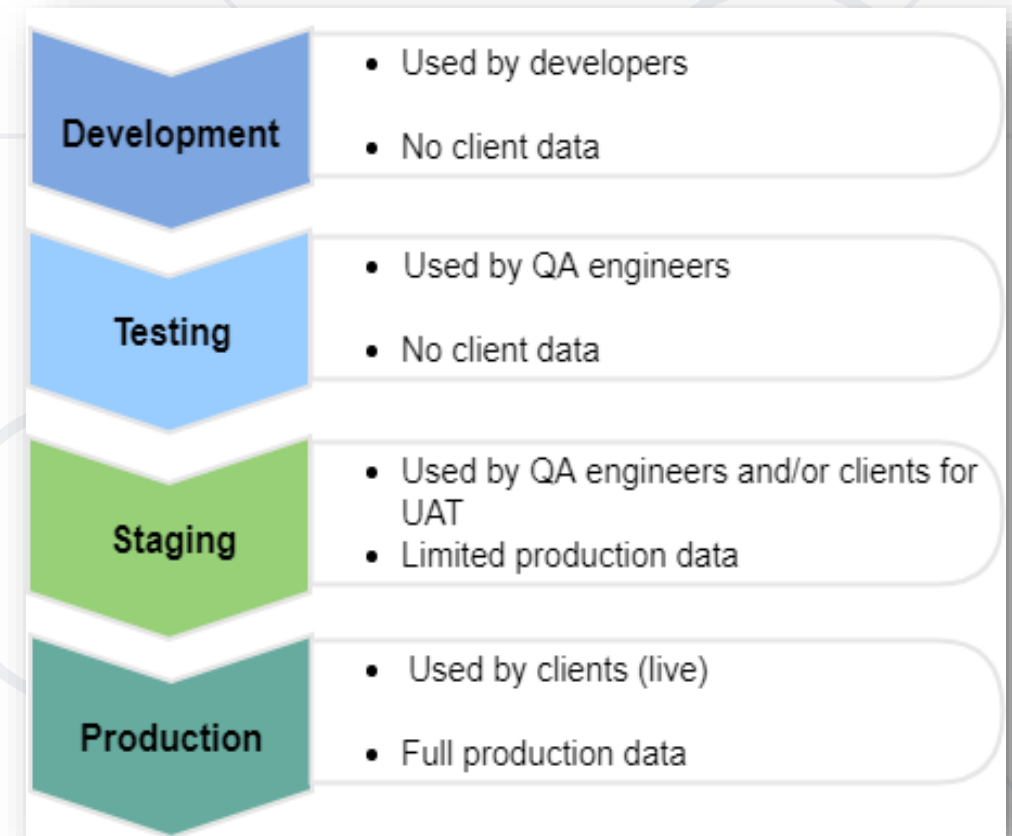 Development
• Used by developers
• No client data
Testing
• Used by QA engineers
• No client data
Staging
• Used by QA engineers and/or clients for
UAT
• Limited production data
Production
• Used by clients (live)
• Full production data